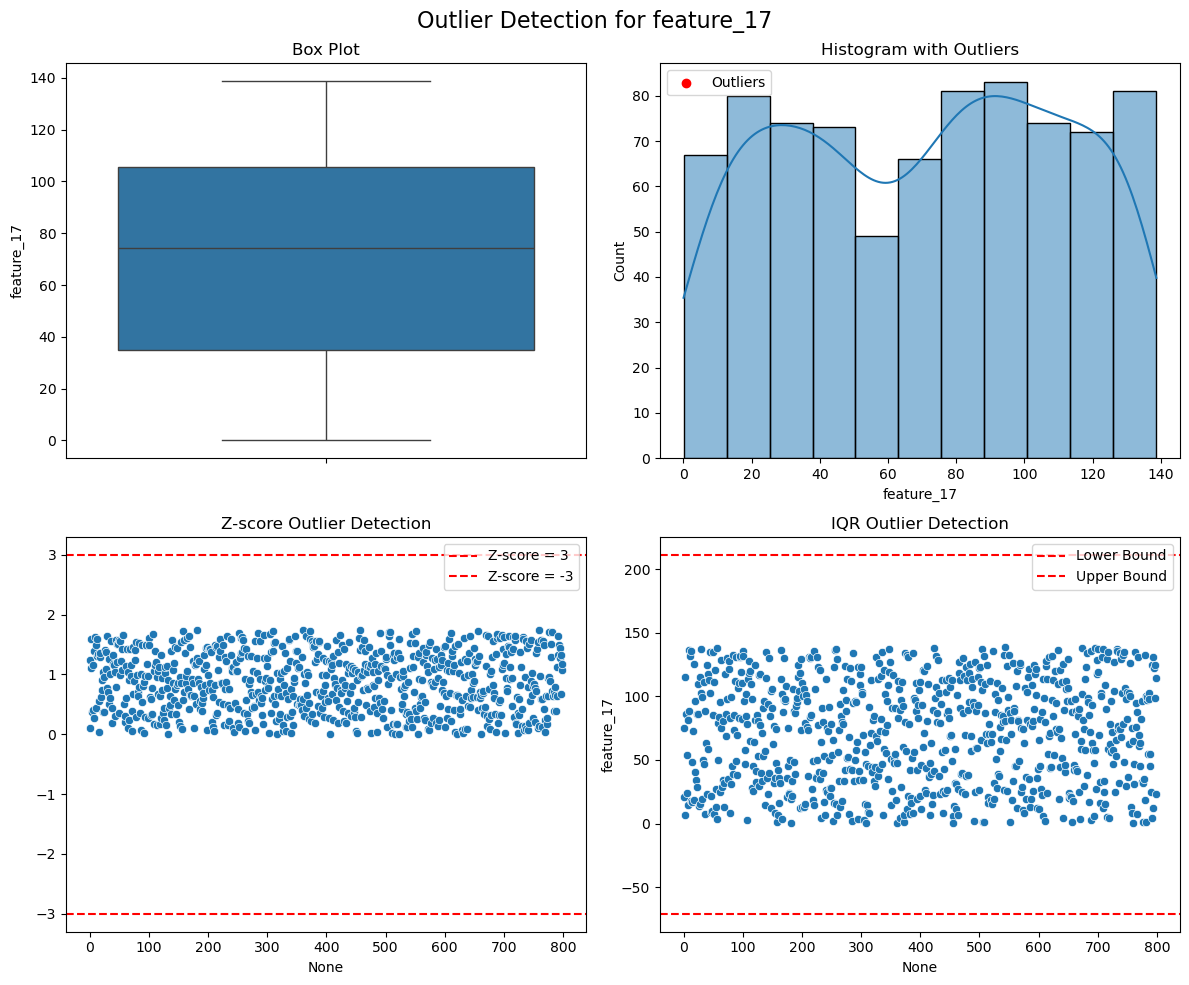 Outlier Detection for feature_17
Box Plot
140
120
100
80
60
40
20
0
feature_17
Histogram with Outliers
Outliers
80
70
60
50
40
30
20
10
0
Count
0 20 40 60 80 100 120 140
feature_17
Z-score Outlier Detection
Z-score = 3
Z-score = -3
3
2
1
0
−1
−2
−3
0 100 200 300 400 500 600 700 800
None
IQR Outlier Detection
Lower Bound
Upper Bound
200
150
100
50
0
−50
feature_17
0 100 200 300 400 500 600 700 800
None